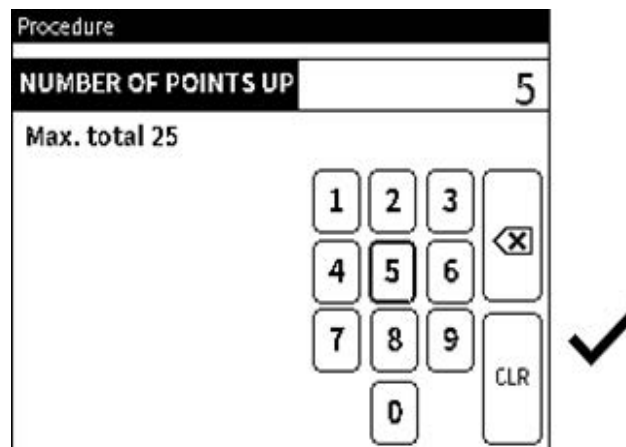 Procedure
NUMBER OF POINTS UP 5
Max. total 25
1 2 3
4 5 6
7 8 9 CLR
0